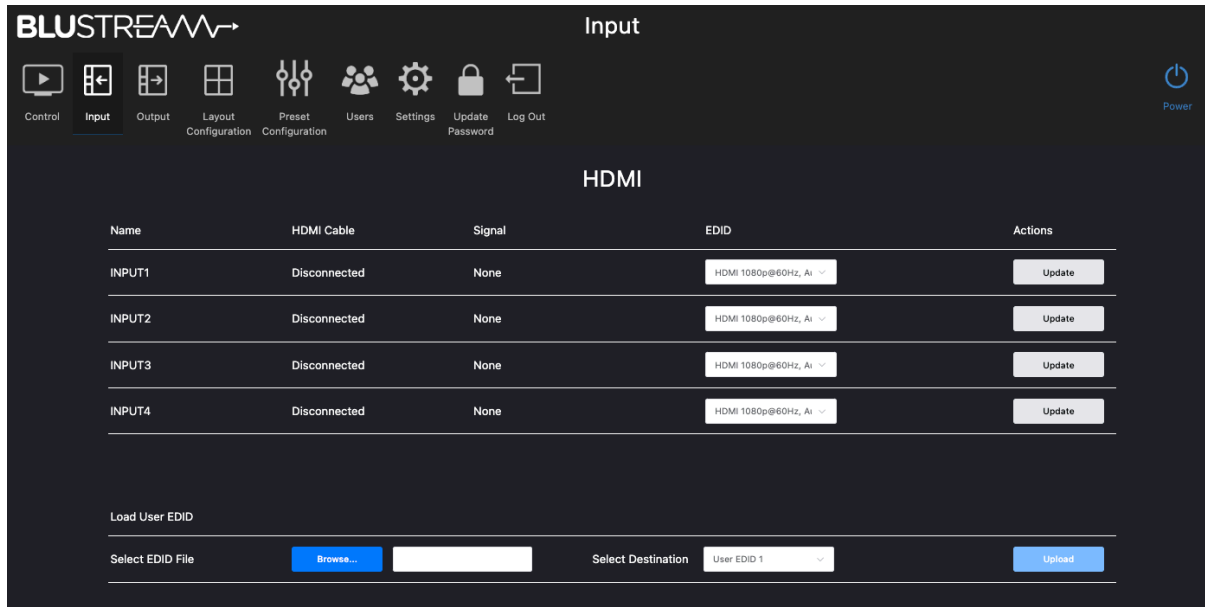 BLUSTREAM
Input
Control
Input
Output
Layout
Configuration
Preset
Configuration
Users
Settings
Update
Password
Log Out
Power
HDMI
Name HDMI Cable Signal EDID Actions
INPUT1 Disconnected None HDMI 1080p@60Hz, Update
INPUT2 Disconnected None HDMI 1080p@60Hz, Update
INPUT3 Disconnected None HDMI 1080p@60Hz, Update
INPUT4 Disconnected None HDMI 1080p@60Hz, Update
Load User EDID
Select EDID File Browse... Select Destination User EDID 1 Upload